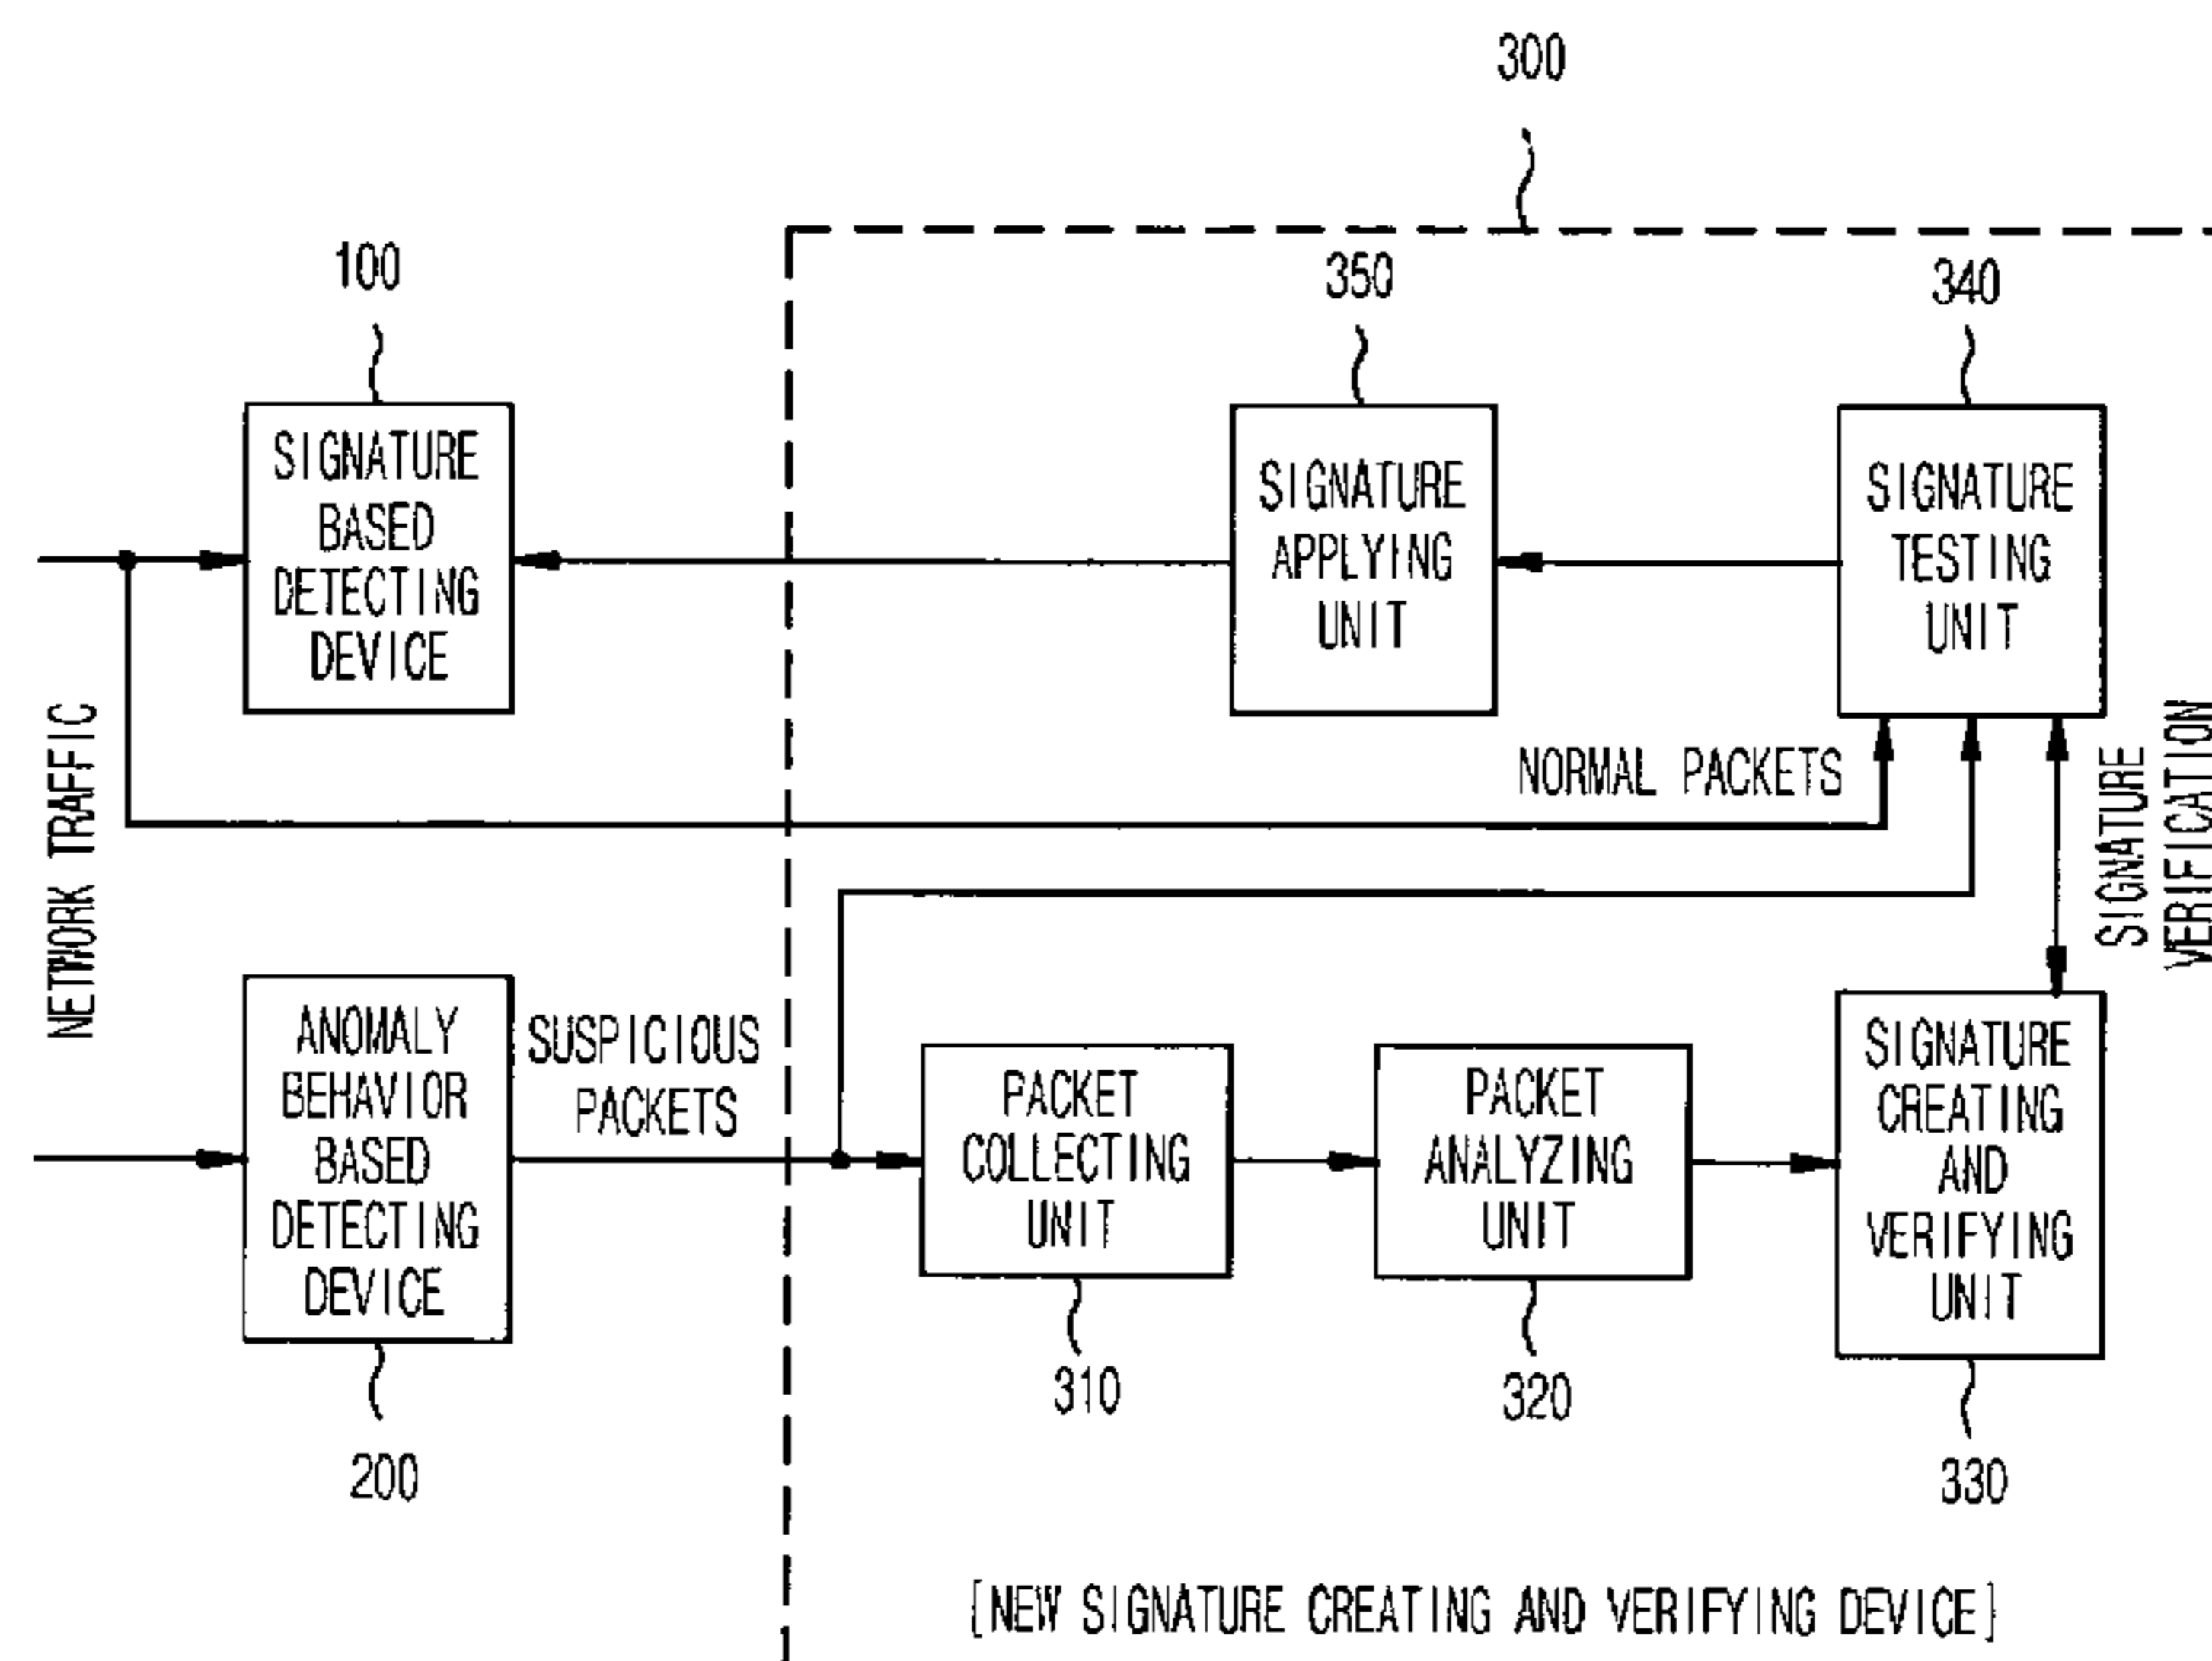 300
100
350
340
SIGNATURE
BASED
DETECTING
DEVICE
SIGNATURE
APPLYING
UNIT
SIGNATURE
TESTING
UNIT
NETWORK TRAFFIC
NORMAL PACKETS
SIGNATURE
VERIFICATION
ANOMALY
BEHAVIOR
BASED
DETECTING
DEVICE
SUSPICIOUS
PACKETS
PACKET
COLLECTING
UNIT
PACKET
ANALYZING
UNIT
SIGNATURE
CREATING
AND
VERIFYING
UNIT
310
320
200
330
[NEW SIGNATURE CREATING AND VERIFYING DEVICE]